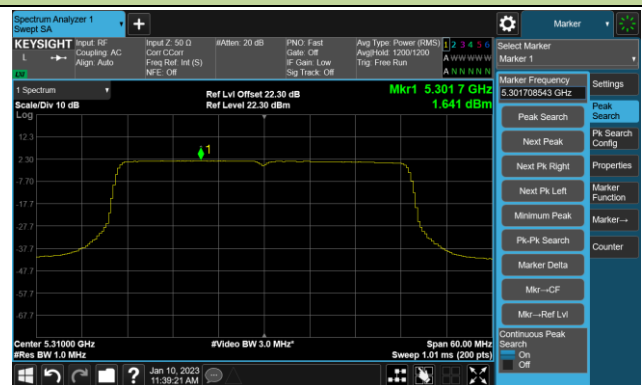 Spectrum Analyzer 1
Swept SA
+
Marker
KEYSIGHT
L
LW
Input: RF
Coupling: AC
Align: Auto
Input Z: 50 Ω
Corr CCorr
Freq Ref: Int (S)
NFE: Off
#Atten: 20 dB
PNO: Fast
Gate: Off
IF Gain: Low
Sig Track: Off
Avg Type: Power (RMS)
Avg|Hold: 1200/1200
Trig: Free Run
1 2 3 4 5 6
A W W W W W
A N N N N N
Select Marker
Marker 1
1 Spectrum
Scale/Div 10 dB
Log
Ref Lvl Offset 22.30 dB
Ref Level 22.30 dBm
Mkr1 5.301 7 GHz
1.641 dBm
12.3
2.30
-7.70
-17.7
-27.7
-37.7
-47.7
-57.7
-67.7
1
Center 5.31000 GHz
#Res BW 1.0 MHz
#Video BW 3.0 MHz*
Span 60.00 MHz
Sweep 1.01 ms (200 pts)
Marker Frequency
5.301708543 GHz
Peak Search
Next Peak
Next Pk Right
Next Pk Left
Minimum Peak
Pk-Pk Search
Marker Delta
Mkr→CF
Mkr→Ref Lvl
Continuous Peak
Search
On
Off
Settings
Peak
Search
Pk Search
Config
Properties
Marker
Function
Marker→
Counter
?
Jan 10, 2023
11:39:21 AM